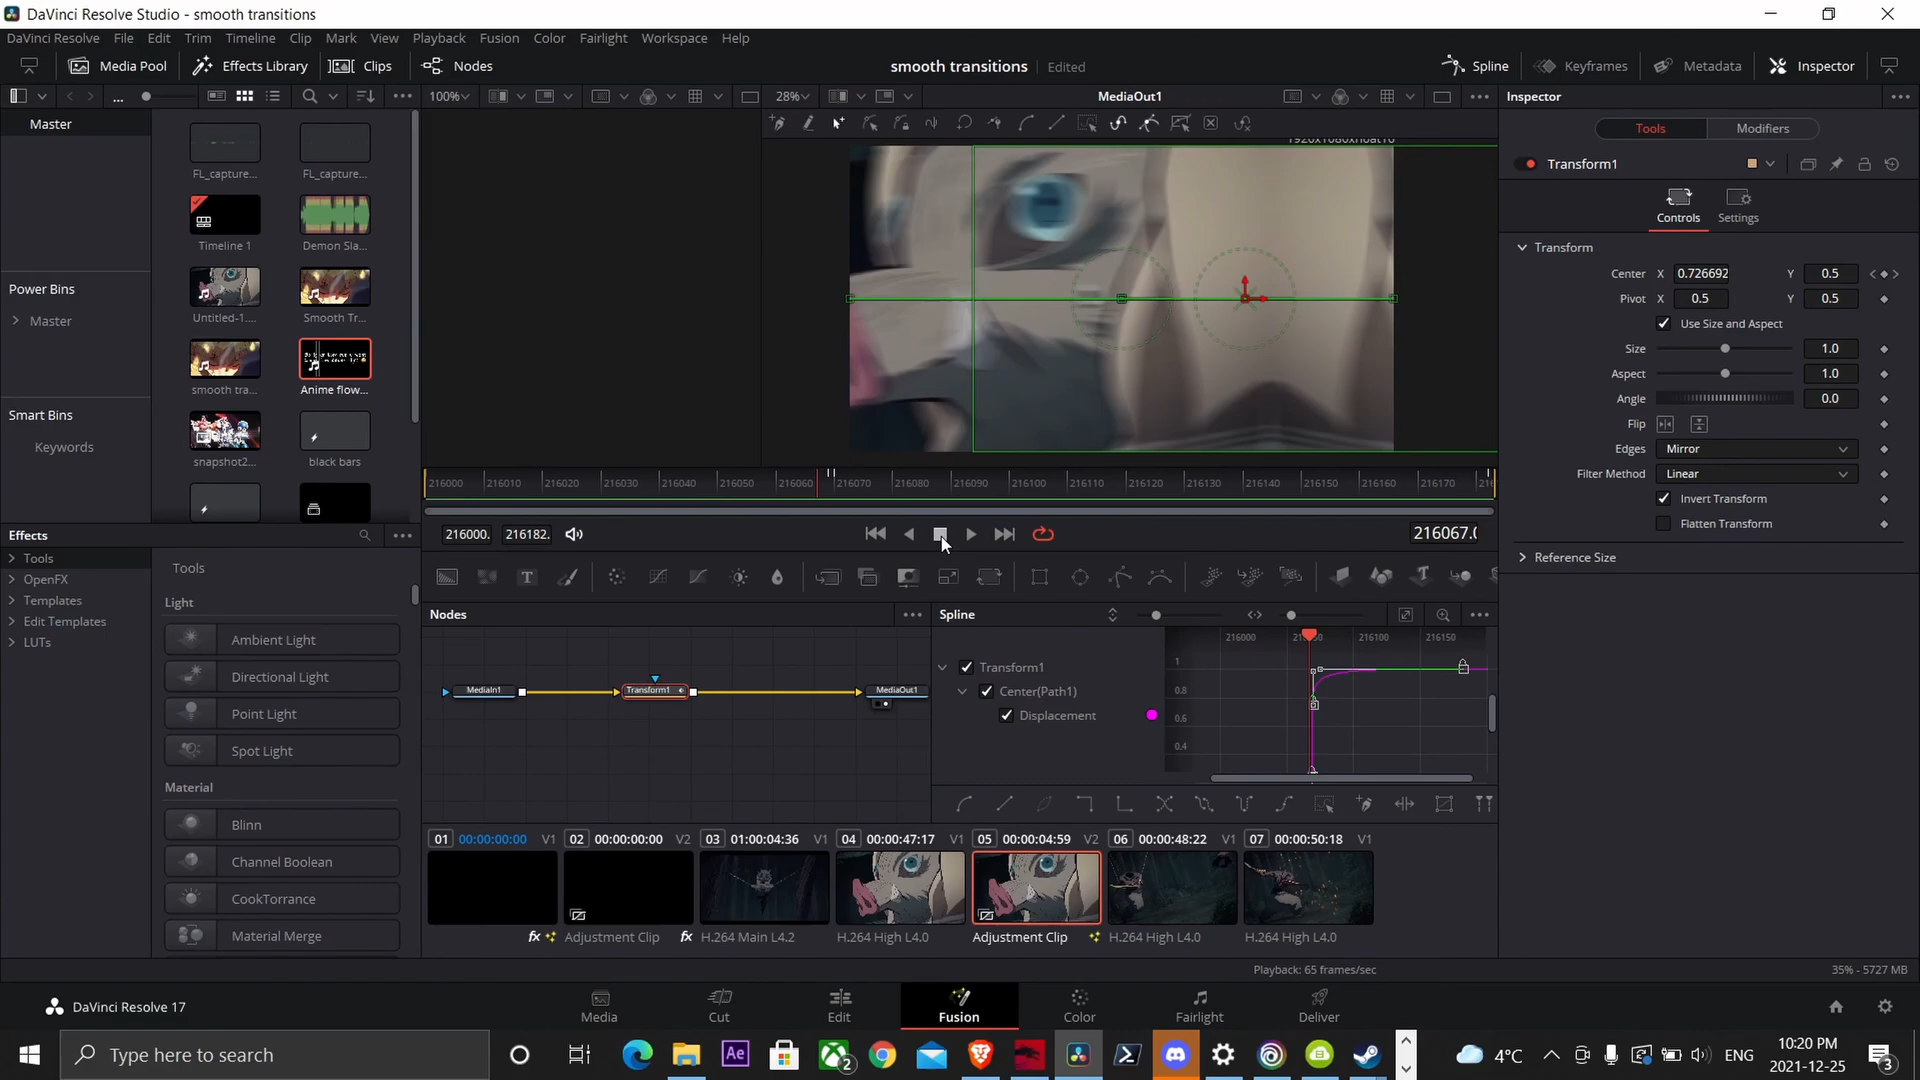 DaVinci Resolve Studio - smooth transitions
DaVinci Resolve File Edit Trim Timeline Clip Mark View Playback Fusion Color Fairlight Workspace Help
Media Pool Effects Library Clips Nodes smooth transitions Edited Spline Keyframes Metadata Inspector
... 100% 28% MediaOut1 Inspector
Master
Tools Modifiers
FL_capture... FL_capture...
Transform1
Timeline 1 Demon Sla...
Controls Settings
Transform
Power Bins
Center X 0.726692 Y 0.5
Pivot X 0.5 Y 0.5
Master
Untitled-1.... Smooth Tr...
Use Size and Aspect
Size 1.0
Aspect 1.0
smooth tra... Anime flow...
Angle 0.0
Smart Bins
Flip
Keywords
Edges Mirror
snapshot2... black bars
Filter Method Linear
216000 216010 216020 216030 216040 216050 216060 216070 216080 216090 216100 216110 216120 216130 216140 216150 216160 216170
Invert Transform
Flatten Transform
Effects
216000. 216182. 216067.0
Reference Size
Tools
OpenFX
Templates
Edit Templates
LUTs
Tools
Light
Ambient Light
Directional Light
Point Light
Spot Light
Material
Blinn
Channel Boolean
CookTorrance
Material Merge
Nodes
MediaIn1 Transform1 MediaOut1
Spline
216000 216100 216150
Transform1
Center(Path1)
Displacement
1
0.8
0.6
0.4
01 00:00:00:00 V1 02 00:00:00:00 V2 03 01:00:04:36 V1 04 00:00:47:17 V1 05 00:00:04:59 V2 06 00:00:48:22 V1 07 00:00:50:18 V1
fx Adjustment Clip fx H.264 Main L4.2 H.264 High L4.0 Adjustment Clip H.264 High L4.0 H.264 High L4.0
Playback: 65 frames/sec 35% - 5727 MB
DaVinci Resolve 17 Media Cut Edit Fusion Color Fairlight Deliver
Type here to search Ae 2 4°C ENG 10:20 PM
2021-12-25 3